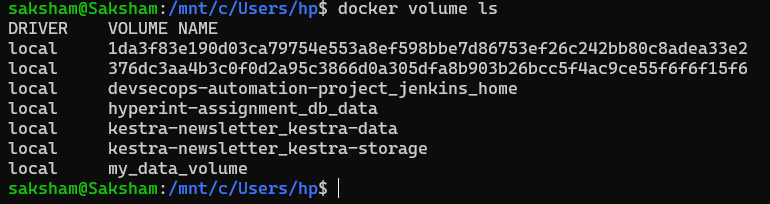 saksham@Saksham:/mnt/c/Users/hp$ docker volume ls
DRIVER    VOLUME NAME
local     1da3f83e190d03ca79754e553a8ef598bbe7d86753ef26c242bb80c8adea33e2
local     376dc3aa4b3c0f0d2a95c3866d0a305dfa8b903b26bcc5f4ac9ce55f6f6f15f6
local     devsecops-automation-project_jenkins_home
local     hyperint-assignment_db_data
local     kestra-newsletter_kestra-data
local     kestra-newsletter_kestra-storage
local     my_data_volume
saksham@Saksham:/mnt/c/Users/hp$